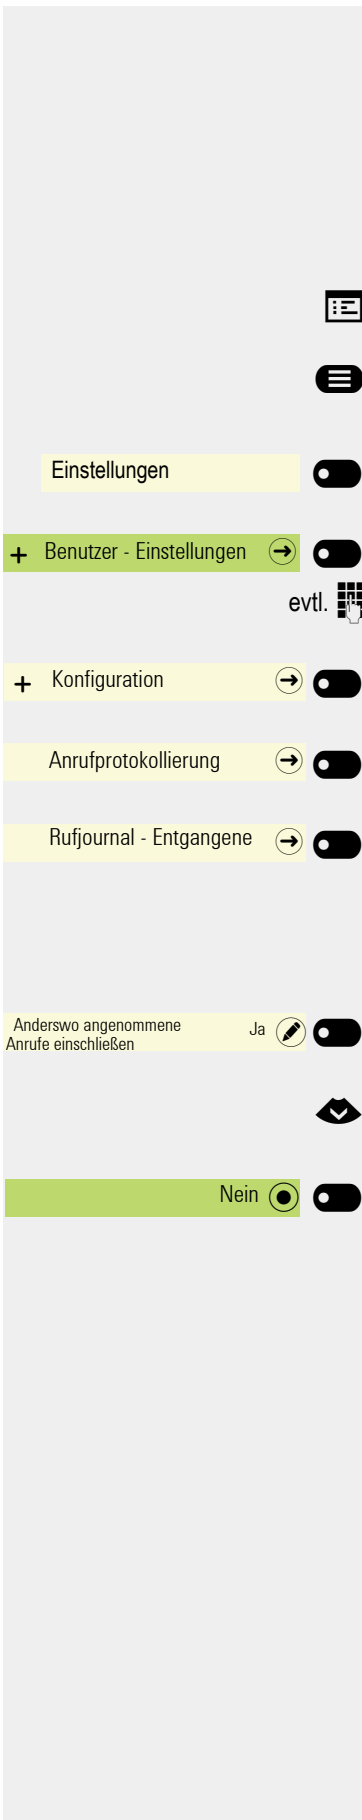 Einstellungen
+ Benutzer - Einstellungen
evtl.
+ Konfiguration
Anrufprotokollierung
Rufjournal - Entgangene
Anderswo angenommene Ja
Anrufe einschließen
Nein